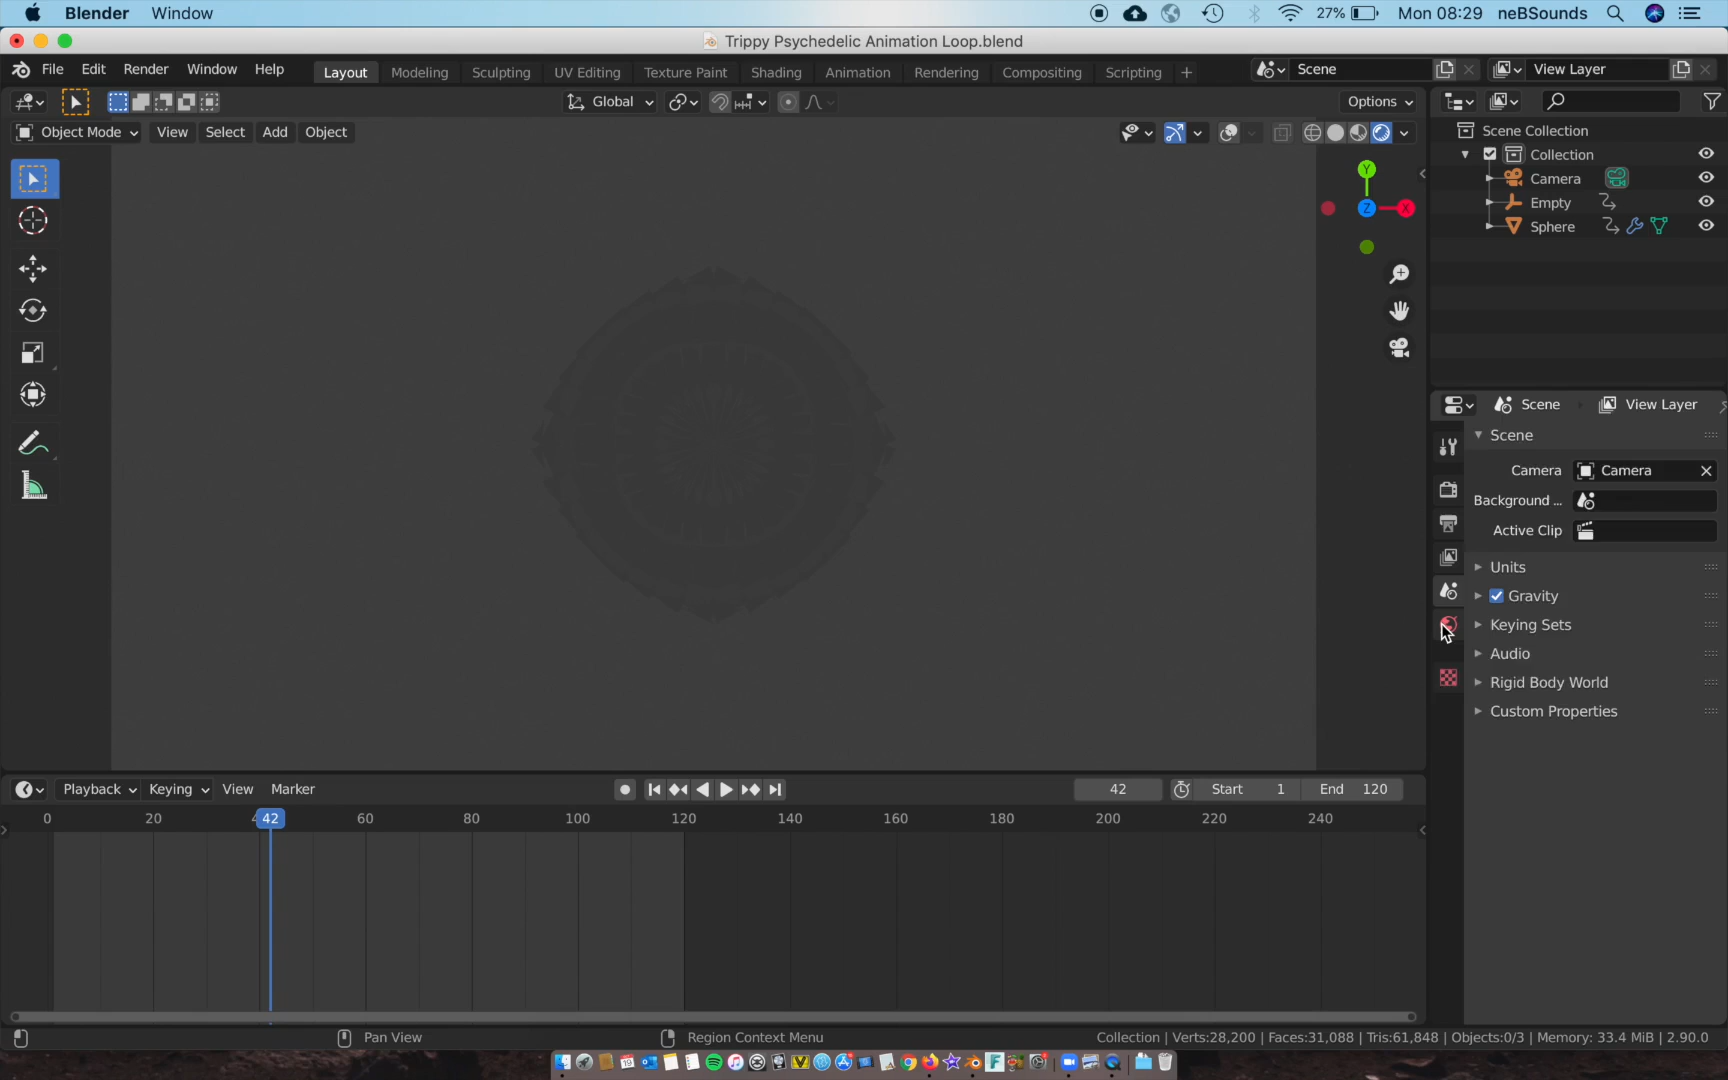 Blender Window 27% Mon 08:29 neBSounds
Trippy Psychedelic Animation Loop.blend
File Edit Render Window Help Layout Modeling Sculpting UV Editing Texture Paint Shading Animation Rendering Compositing Scripting + Scene View Layer
Global Options
Object Mode View Select Add Object
Y
Z X
Scene Collection
Collection
Camera
Empty
Sphere
Scene View Layer
Scene
Camera Camera
Background ...
Active Clip
Units
Gravity
Keying Sets
Audio
Rigid Body World
Custom Properties
Playback Keying View Marker 42 Start 1 End 120
0 20 42 60 80 100 120 140 160 180 200 220 240
Pan View Region Context Menu Collection | Verts:28,200 | Faces:31,088 | Tris:61,848 | Objects:0/3 | Memory: 33.4 MiB | 2.90.0